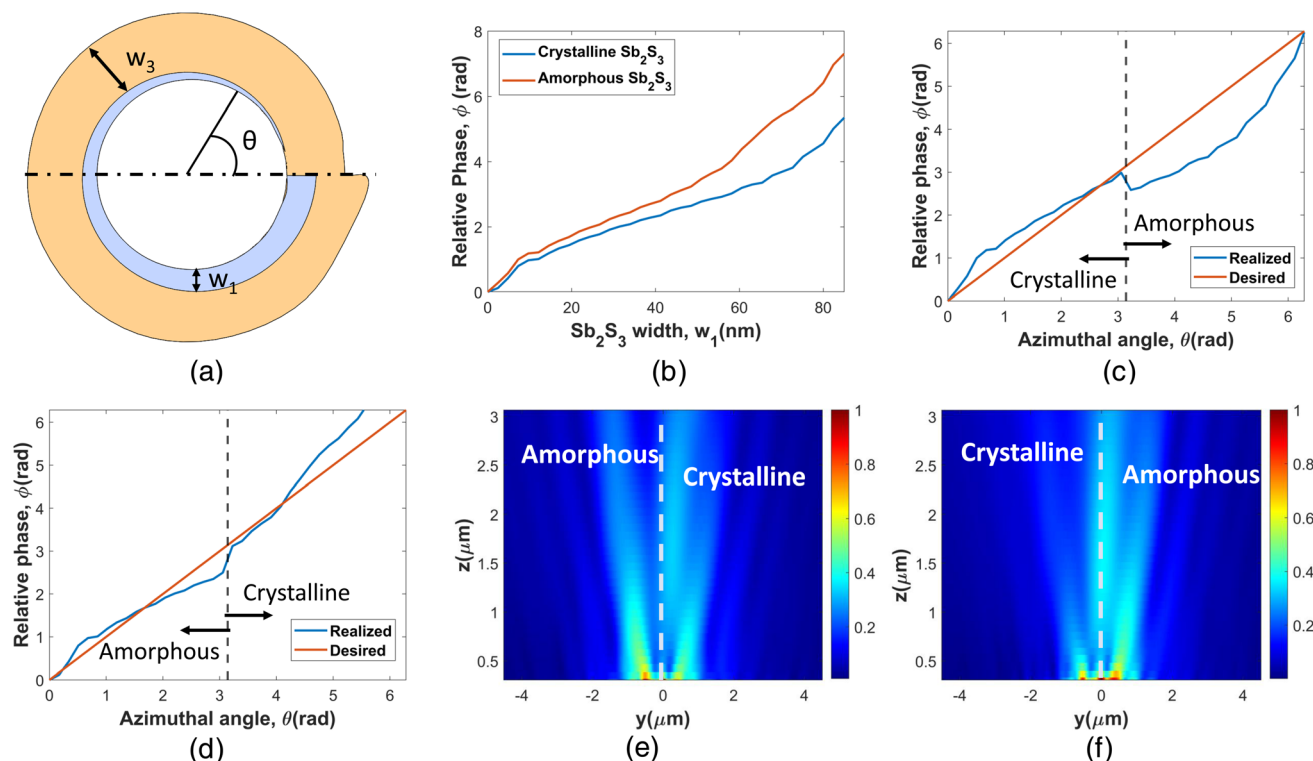 w₃
θ
w₁
(a)
8
6
4
2
0
Relative Phase, ϕ (rad)
Crystalline Sb₂S₃
Amorphous Sb₂S₃
0 20 40 60 80
Sb₂S₃ width, w₁(nm)
(b)
6
5
4
3
2
1
0
Relative phase, ϕ(rad)
Amorphous
Crystalline
Realized
Desired
0 1 2 3 4 5 6
Azimuthal angle, θ(rad)
(c)
6
5
4
3
2
1
0
Relative phase, ϕ(rad)
Crystalline
Amorphous
Realized
Desired
0 1 2 3 4 5 6
Azimuthal angle, θ(rad)
(d)
3
2.5
2
1.5
1
0.5
z(μm)
Amorphous
Crystalline
-4 -2 0 2 4
y(μm)
1
0.8
0.6
0.4
0.2
(e)
3
2.5
2
1.5
1
0.5
z(μm)
Crystalline
Amorphous
-4 -2 0 2 4
y(μm)
1
0.8
0.6
0.4
0.2
(f)